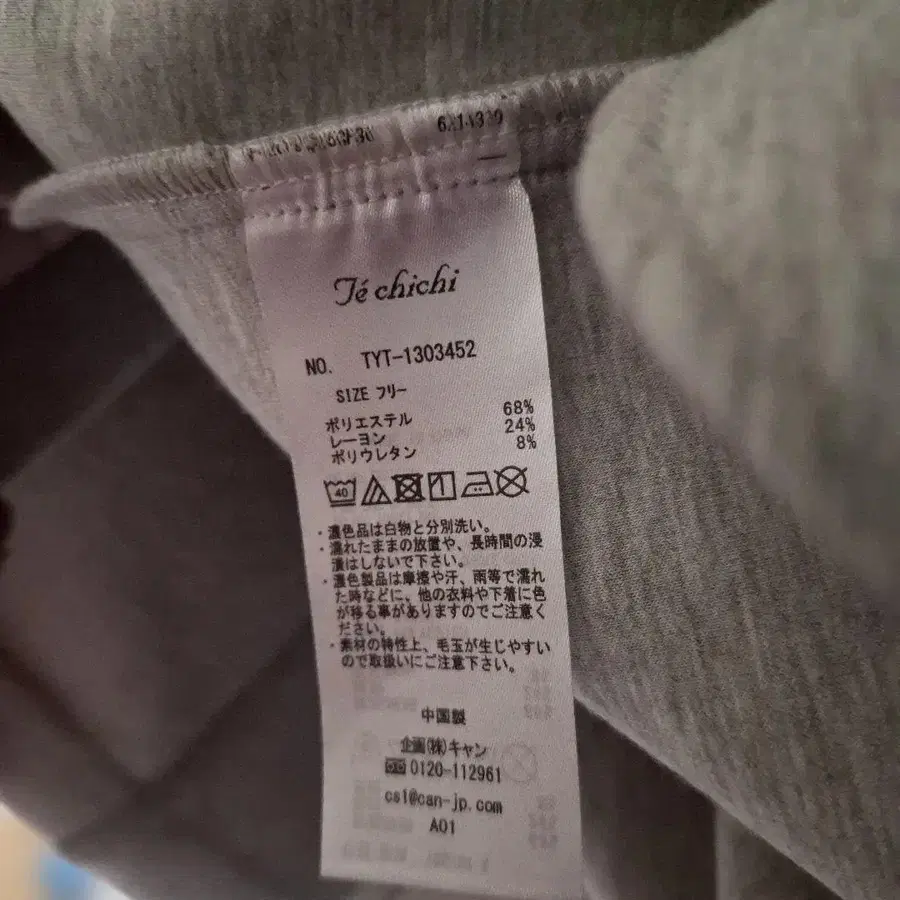 Té chichi
NO. TYT-1303452
SIZE フリー
ポリエステル 68%
レーヨン 24%
ポリウレタン 8%
40
・濃色品は白物と分別洗い。
・濡れたままの放置や、長時間の浸
漬はしないで下さい。
・濃色製品は摩擦や汗、雨等で濡れ
た時などに、他の衣料や下着に色
が移る事がありますのでご注意く
ださい。
・素材の特性上、毛玉が生じやすい
ので取扱いにご注意下さい。
中国製
企画(株)キャン
0120-112961
cs1@can-jp.com
A01